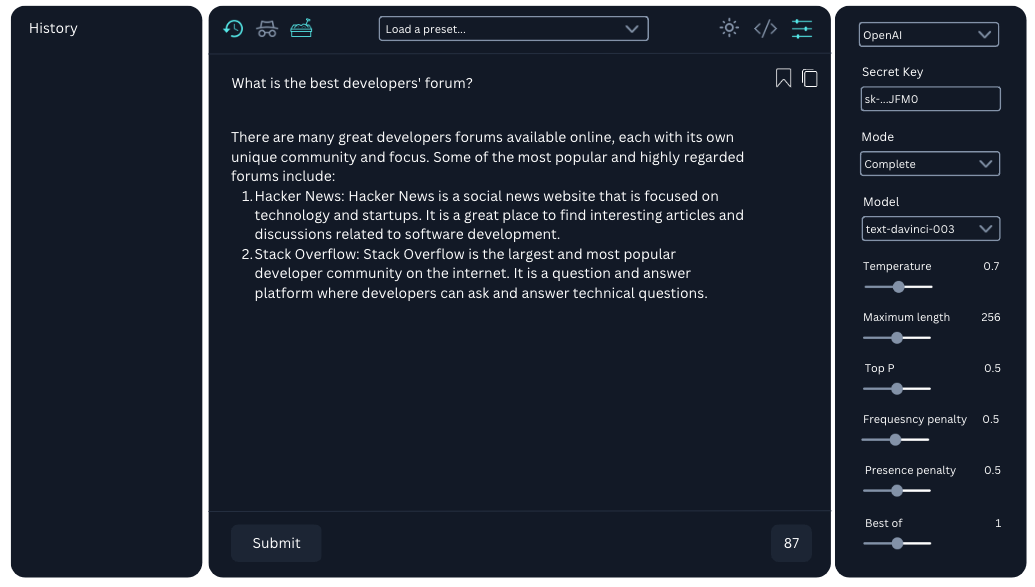 History
Load a preset...
What is the best developers' forum?
There are many great developers forums available online, each with its own
unique community and focus. Some of the most popular and highly regarded
forums include:
1. Hacker News: Hacker News is a social news website that is focused on
technology and startups. It is a great place to find interesting articles and
discussions related to software development.
2. Stack Overflow: Stack Overflow is the largest and most popular
developer community on the internet. It is a question and answer
platform where developers can ask and answer technical questions.
Submit
87
OpenAI
Secret Key
sk-...JFM0
Mode
Complete
Model
text-davinci-003
Temperature 0.7
Maximum length 256
Top P 0.5
Frequesncy penalty 0.5
Presence penalty 0.5
Best of 1